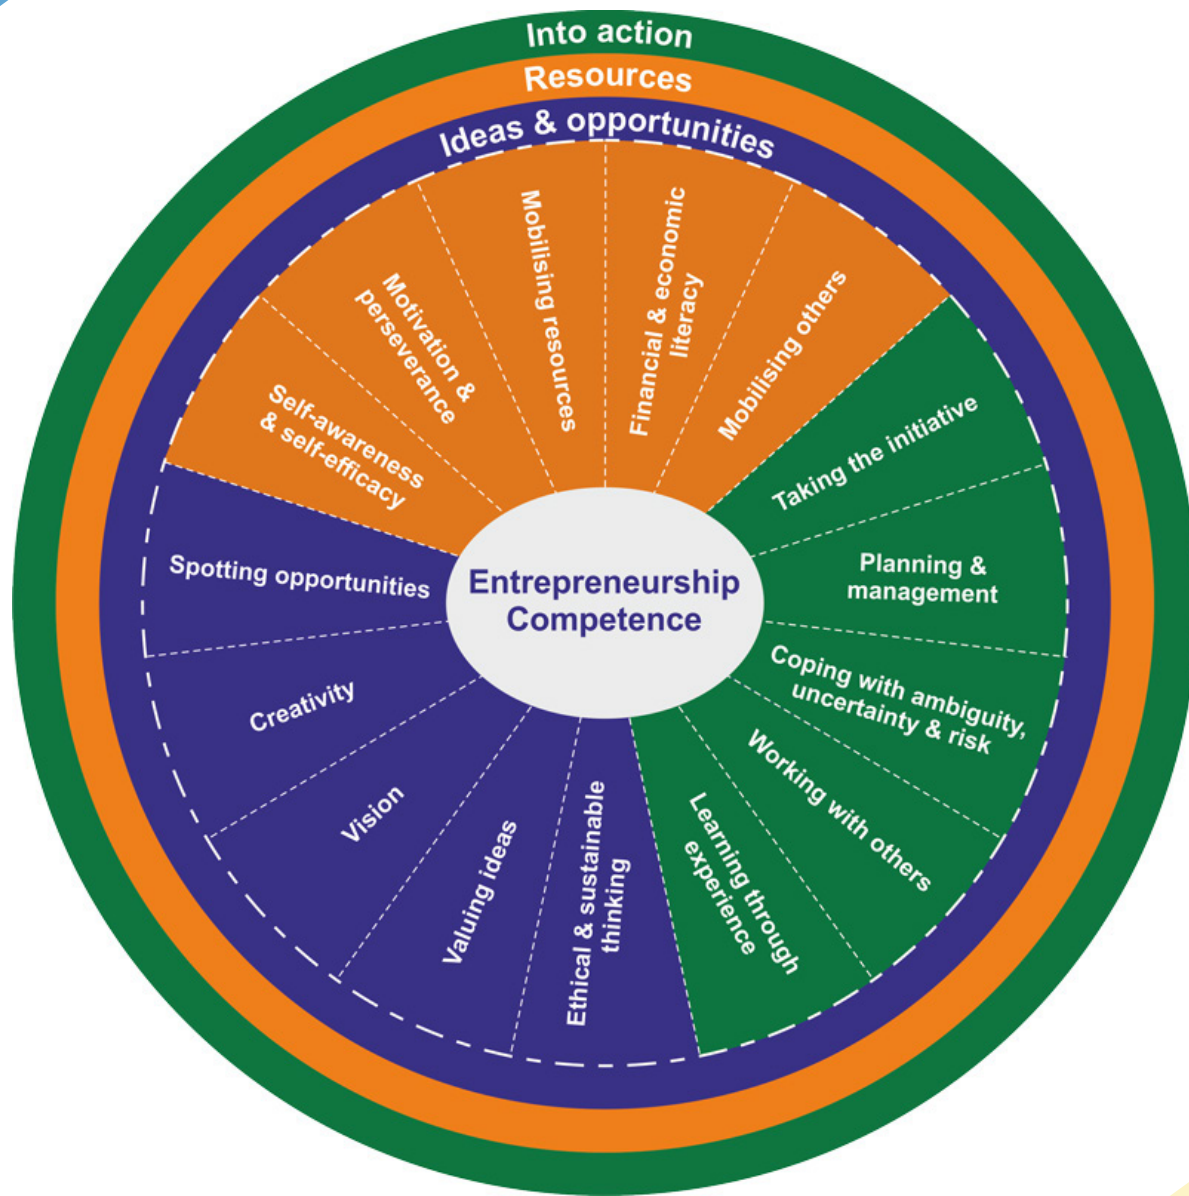 Into action
Resources
Ideas & opportunities
Mobilising resources
Financial & economic
literacy
Mobilising others
Taking the initiative
Planning &
management
Coping with ambiguity,
uncertainty & risk
Working with others
Learning through
experience
Ethical & sustainable
thinking
Valuing ideas
Vision
Creativity
Spotting opportunities
Self-awareness
& self-efficacy
Motivation &
perseverance
Entrepreneurship
Competence